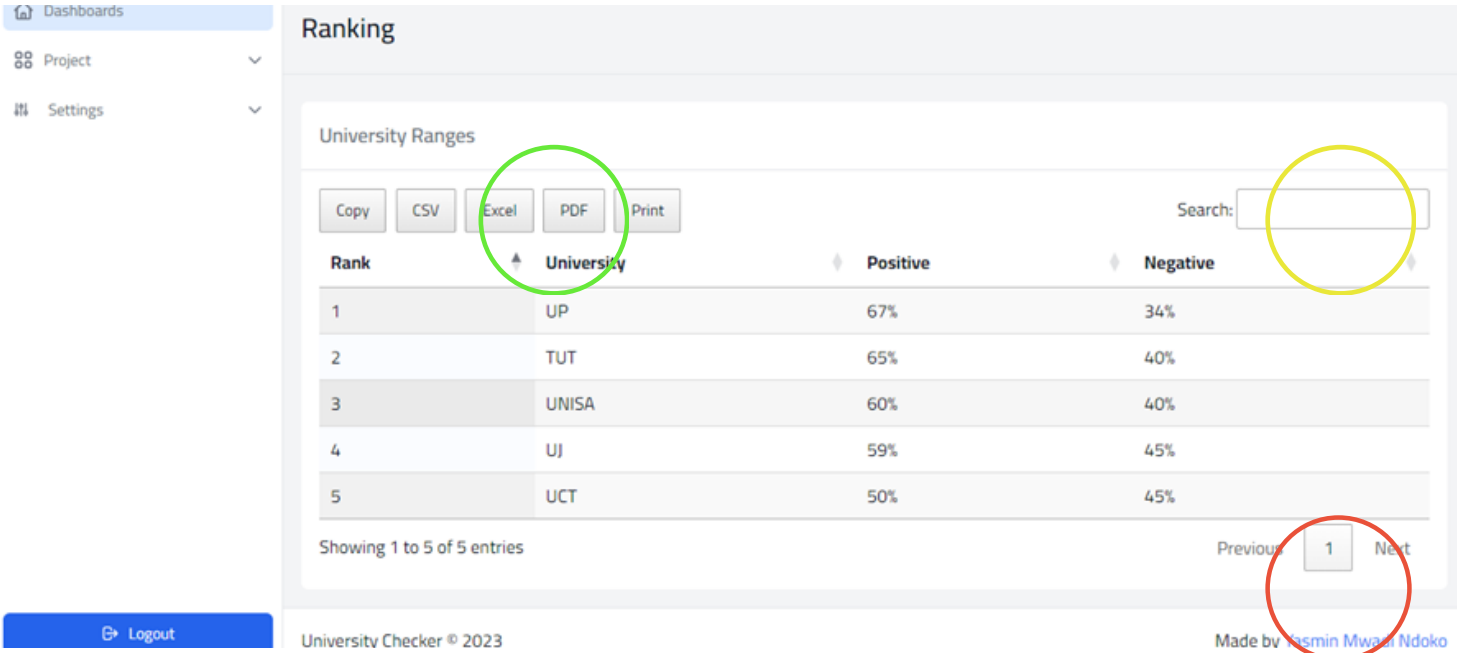 Dashboards
Project
Settings
Logout
Ranking
University Ranges
Copy CSV Excel PDF Print Search:
Rank University Positive Negative
1 UP 67% 34%
2 TUT 65% 40%
3 UNISA 60% 40%
4 UJ 59% 45%
5 UCT 50% 45%
Showing 1 to 5 of 5 entries Previous 1 Next
University Checker © 2023 Made by Yasmin Mwadi Ndoko